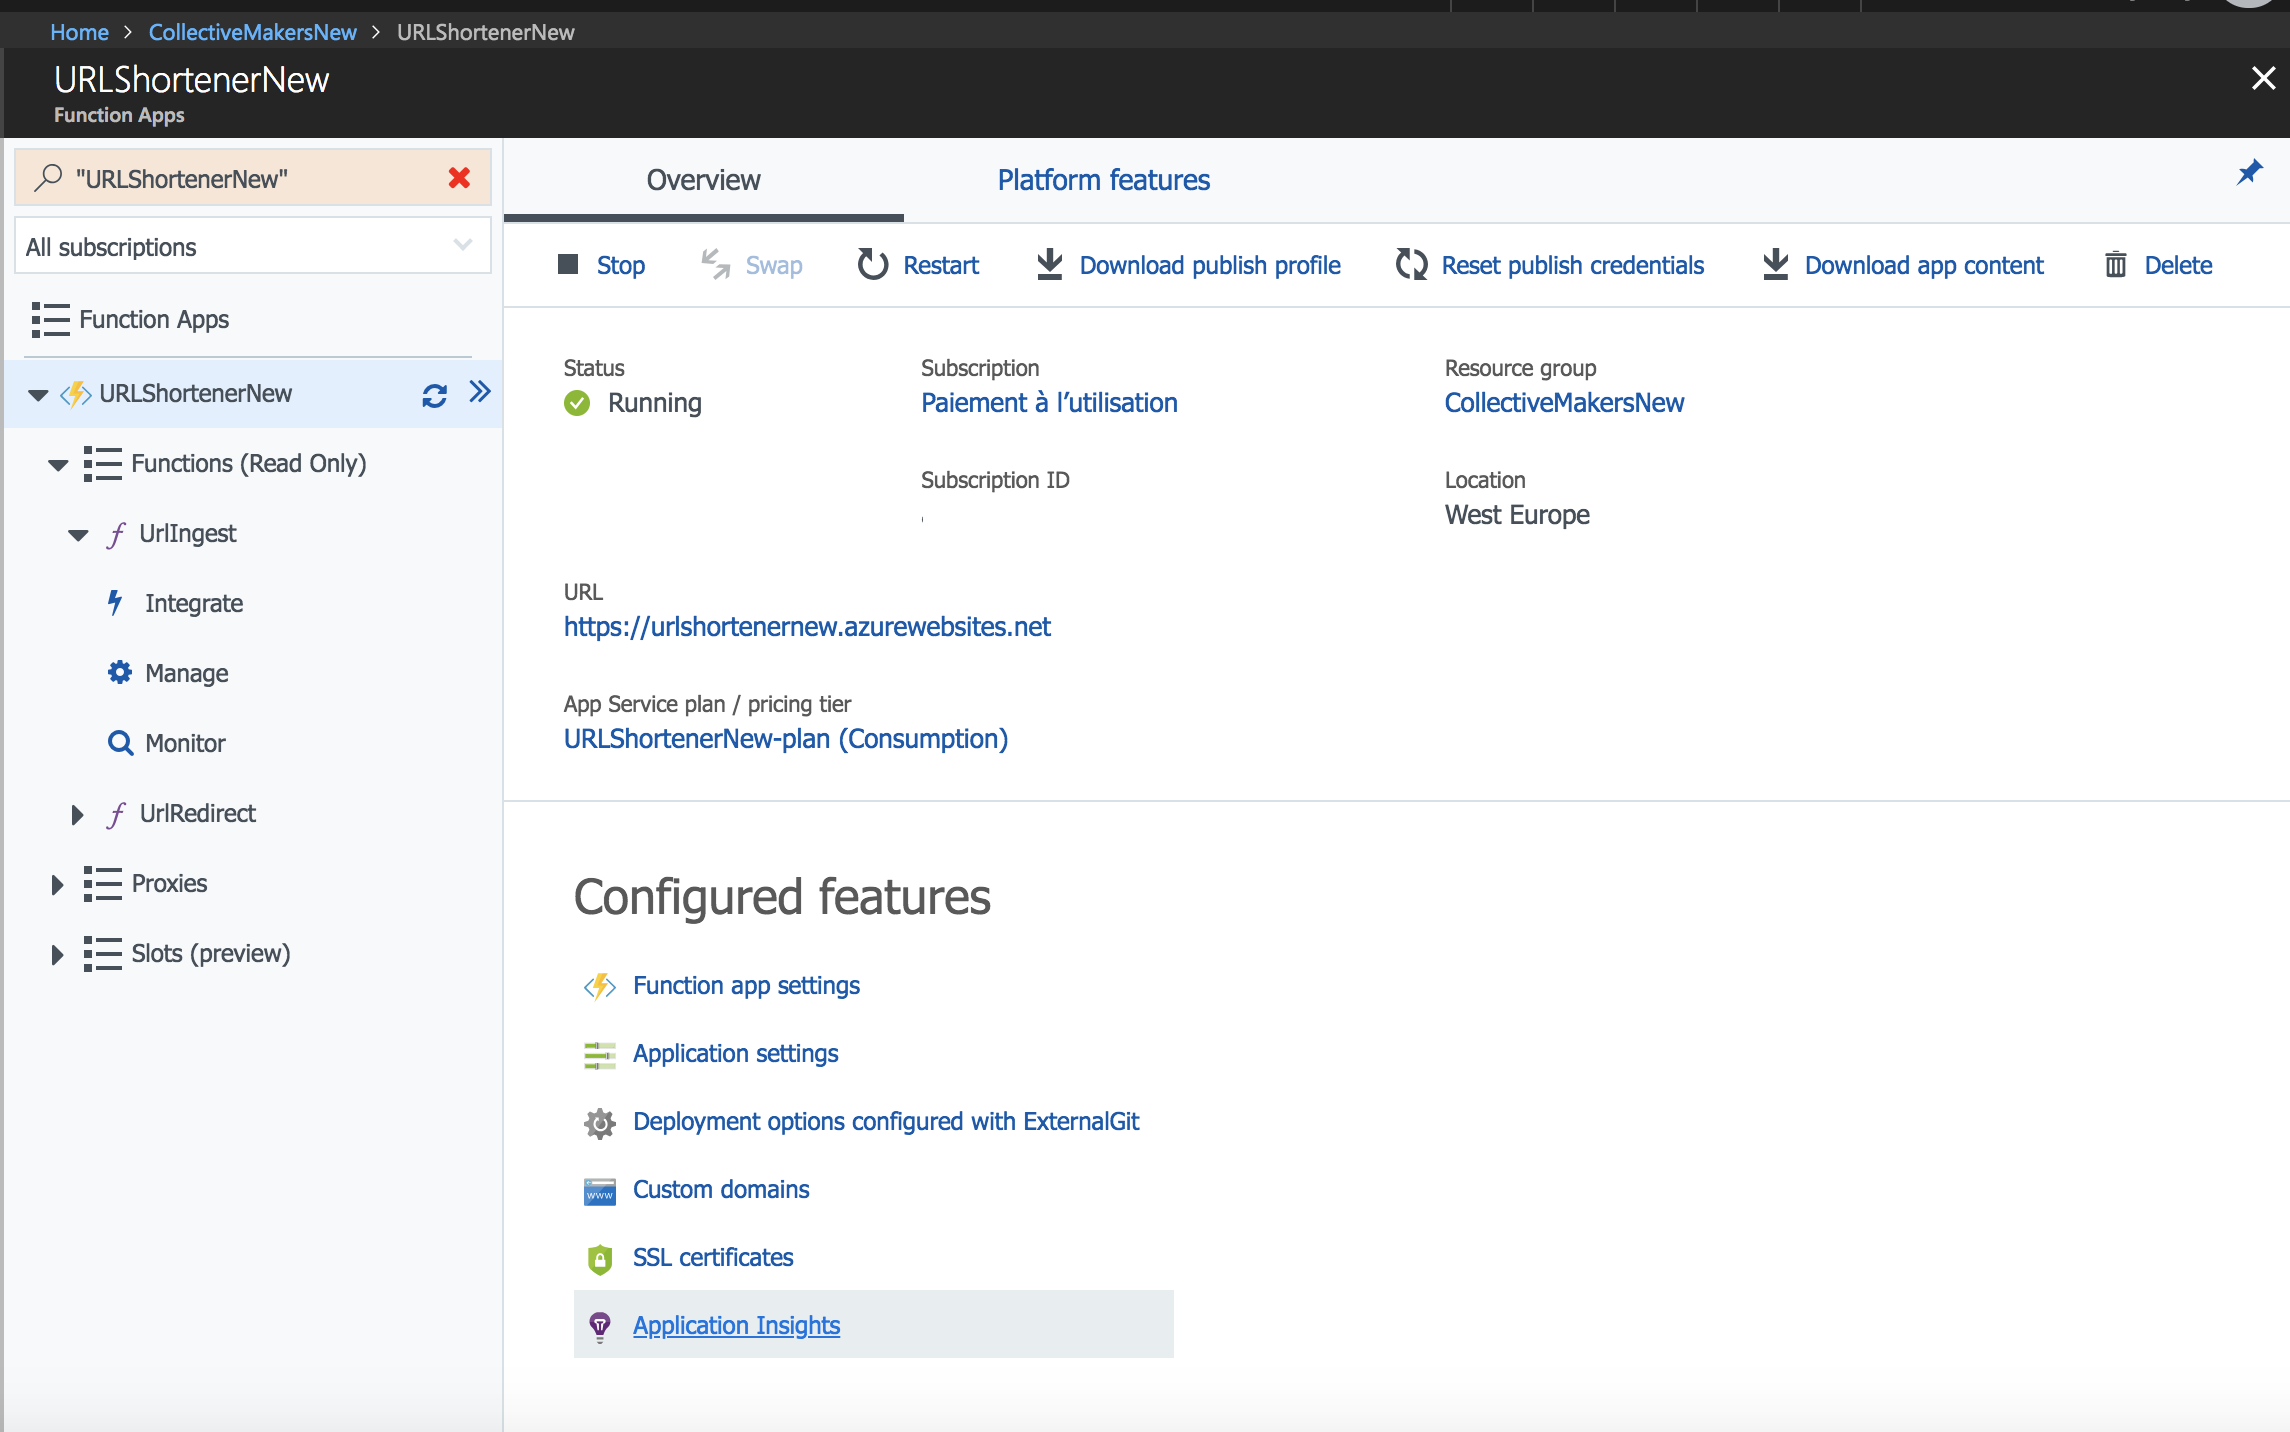 Home > CollectiveMakersNew > URLShortenerNew
URLShortenerNew
Function Apps
"URLShortenerNew"
All subscriptions
Function Apps
URLShortenerNew
Functions (Read Only)
UrlIngest
Integrate
Manage
Monitor
UrlRedirect
Proxies
Slots (preview)
Overview
Platform features
Stop
Swap
Restart
Download publish profile
Reset publish credentials
Download app content
Delete
Status
Running
Subscription
Paiement à l’utilisation
Resource group
CollectiveMakersNew
Subscription ID
Location
West Europe
URL
https://urlshortenernew.azurewebsites.net
App Service plan / pricing tier
URLShortenerNew-plan (Consumption)
Configured features
Function app settings
Application settings
Deployment options configured with ExternalGit
www
Custom domains
SSL certificates
Application Insights